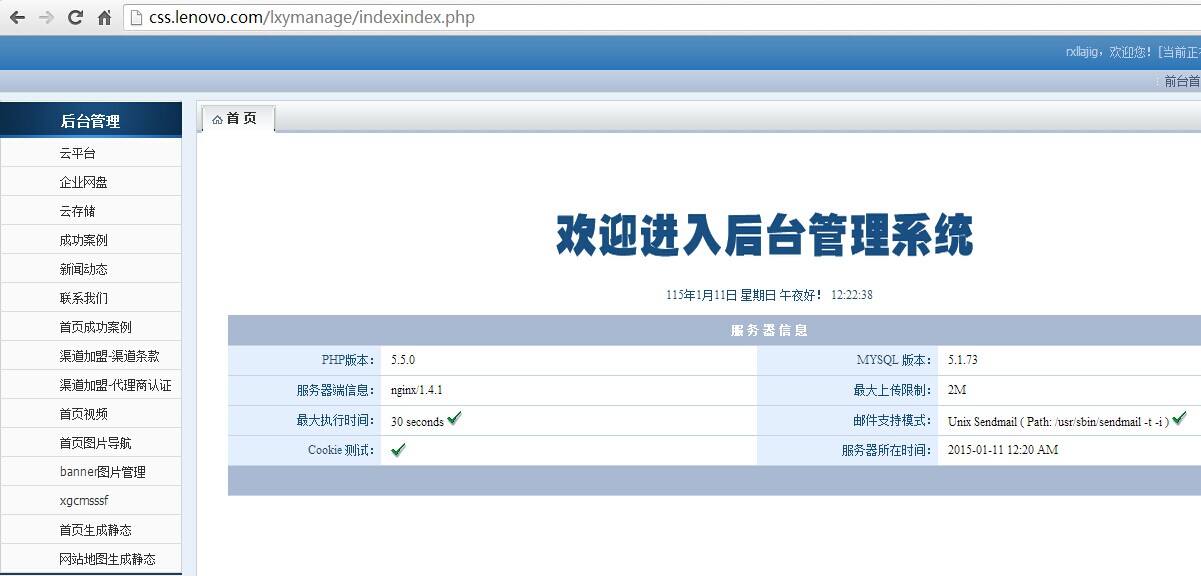 css.lenovo.com/lxymanage/indexindex.php
rxllajig，欢迎您！[当前正
前台首
后台管理
首 页
云平台
企业网盘
云存储
成功案例
新闻动态
联系我们
首页成功案例
渠道加盟-渠道条款
渠道加盟-代理商认证
首页视频
首页图片导航
banner图片管理
xgcmsssf
首页生成静态
网站地图生成静态
欢迎进入后台管理系统
115年1月11日 星期日 午夜好！ 12:22:38
服 务 器 信 息
PHP版本： 5.5.0 MYSQL 版本： 5.1.73
服务器端信息： nginx/1.4.1 最大上传限制： 2M
最大执行时间： 30 seconds 邮件支持模式： Unix Sendmail ( Path: /usr/sbin/sendmail -t -i )
Cookie 测试： 服务器所在时间： 2015-01-11 12:20 AM